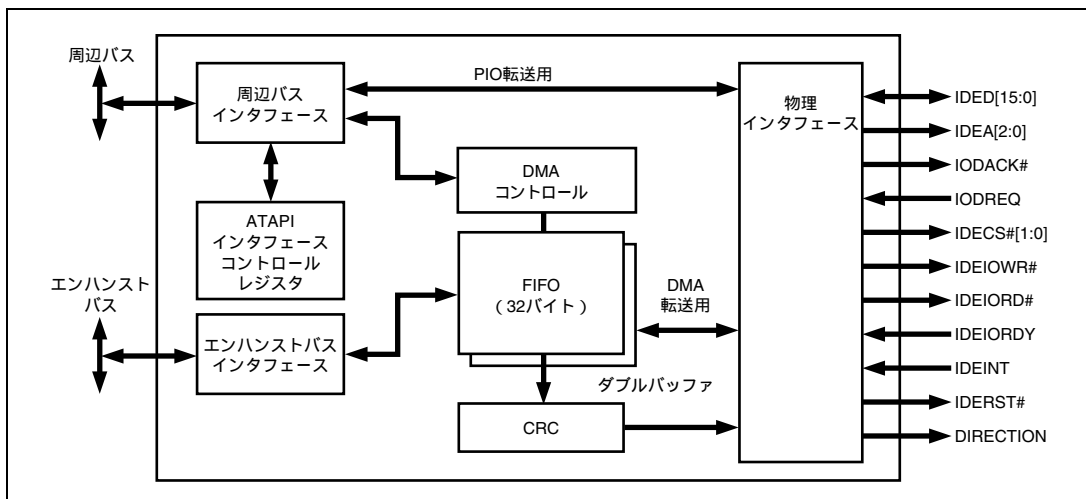 周辺バス
周辺バス
インタフェース
PIO転送用
物理
インタフェース
DMA
コントロール
ATAPI
インタフェース
コントロール
レジスタ
エンハンスト
バス
FIFO
(32バイト)
DMA
転送用
エンハンストバス
インタフェース
ダブルバッファ
CRC
IDED[15:0]
IDEA[2:0]
IODACK#
IODREQ
IDECS#[1:0]
IDEIOWR#
IDEIORD#
IDEIORDY
IDEINT
IDERST#
DIRECTION